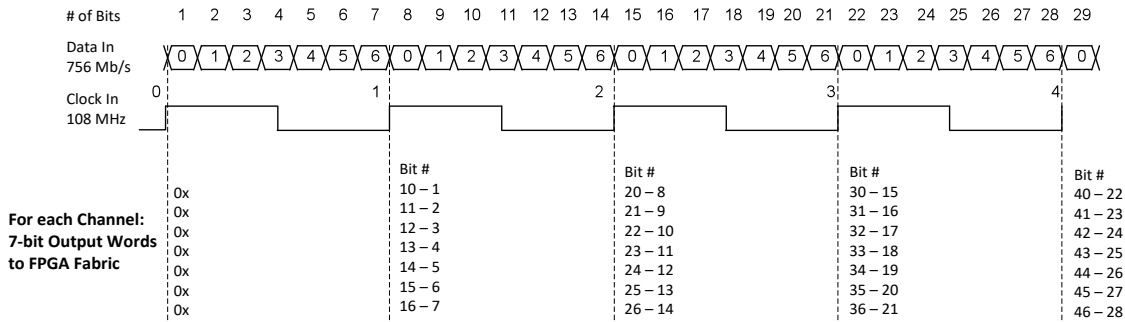 # of Bits 1 2 3 4 5 6 7 8 9 10 11 12 13 14 15 16 17 18 19 20 21 22 23 24 25 26 27 28 29
Data In
756 Mb/s
0 1 2 3 4 5 6 0 1 2 3 4 5 6 0 1 2 3 4 5 6 0 1 2 3 4 5 6 0
0 1 2 3 4
Clock In
108 MHz
For each Channel:
7-bit Output Words
to FPGA Fabric
0x
0x
0x
0x
0x
0x
0x
Bit #
10 – 1
11 – 2
12 – 3
13 – 4
14 – 5
15 – 6
16 – 7
Bit #
20 – 8
21 – 9
22 – 10
23 – 11
24 – 12
25 – 13
26 – 14
Bit #
30 – 15
31 – 16
32 – 17
33 – 18
34 – 19
35 – 20
36 – 21
Bit #
40 – 22
41 – 23
42 – 24
43 – 25
44 – 26
45 – 27
46 – 28